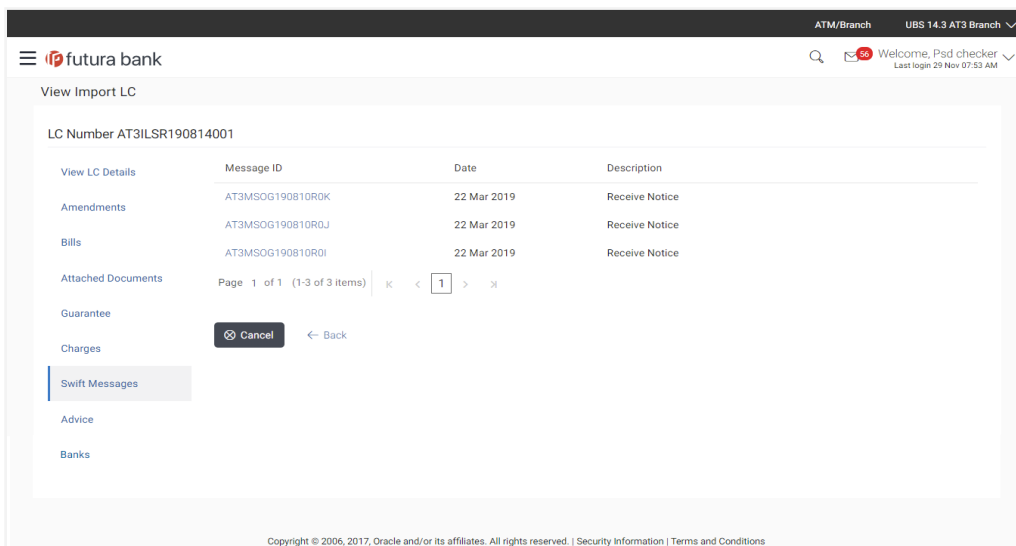 ATM/Branch UBS 14.3 AT3 Branch
futura bank 56 Welcome, Psd checker
Last login 29 Nov 07:53 AM
View Import LC
LC Number AT3ILSR190814001
View LC Details
Amendments
Bills
Attached Documents
Guarantee
Charges
Swift Messages
Advice
Banks
Message ID Date Description
AT3MSOG190810R0K 22 Mar 2019 Receive Notice
AT3MSOG190810R0J 22 Mar 2019 Receive Notice
AT3MSOG190810R0I 22 Mar 2019 Receive Notice
Page 1 of 1 (1-3 of 3 items) 1
Cancel Back
Copyright © 2006, 2017, Oracle and/or its affiliates. All rights reserved. | Security Information | Terms and Conditions